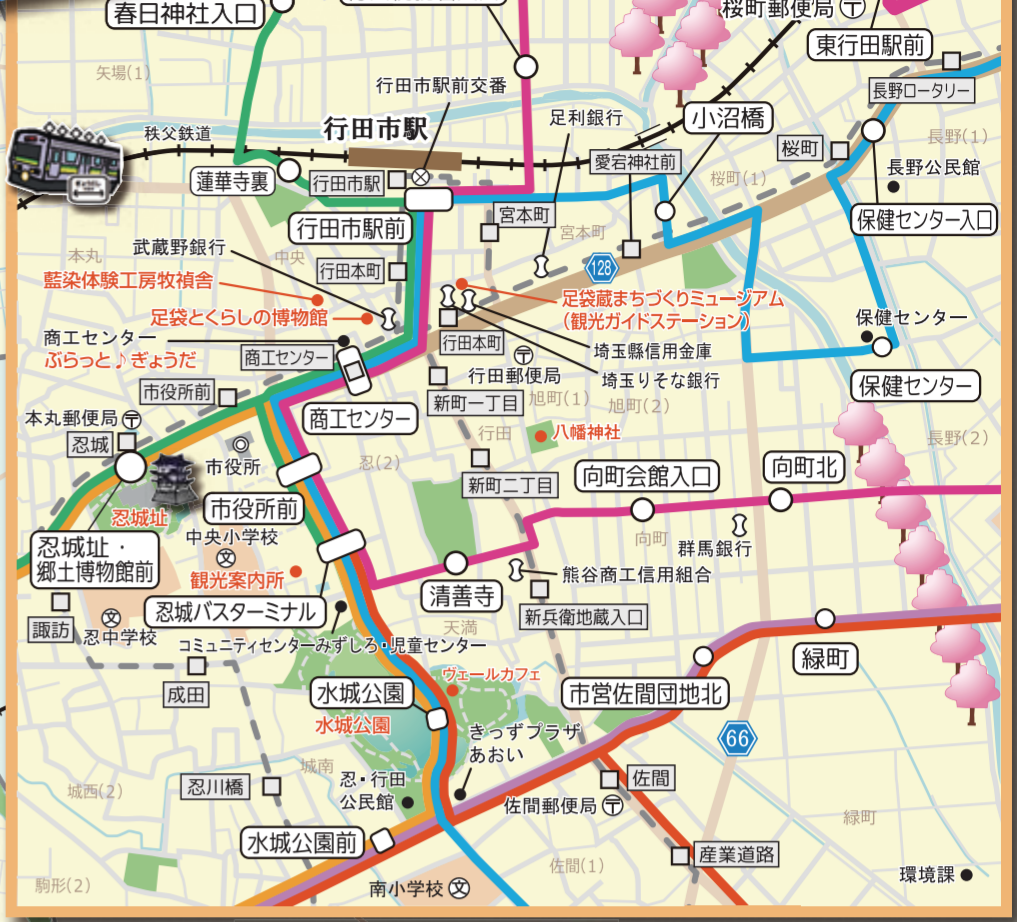 春日神社入口
桜町郵便局
東行田駅前
矢場(1)
行田市駅前交番
長野ロータリー
秩父鉄道
行田市駅
足利銀行
小沼橋
長野(1)
桜町
愛宕神社前
長野公民館
蓮華寺裏
行田市駅
桜町(1)
宮本町
保健センター入口
行田市駅前
宮本町
武蔵野銀行
本丸
中央
行田本町
128
藍染体験工房牧禎舎
足袋蔵まちづくりミュージアム
(観光ガイドステーション)
足袋とくらしの博物館
保健センター
商工センター
ぶらっと♪ぎょうだ
商工センター
行田本町
埼玉縣信用金庫
行田郵便局
埼玉りそな銀行
保健センター
市役所前
新町一丁目
旭町(1)
旭町(2)
本丸郵便局
商工センター
忍城
行田
八幡神社
長野(2)
市役所
忍(2)
新町二丁目
向町会館入口
向町北
市役所前
忍城址
中央小学校
向町
群馬銀行
忍城址・
郷土博物館前
観光案内所
熊谷商工信用組合
清善寺
忍城バスターミナル
新兵衛地蔵入口
諏訪
忍中学校
天満
コミュニティセンターみずしろ・児童センター
緑町
成田
水城公園
ヴェールカフェ
市営佐間団地北
水城公園
きっずプラザ
あおい
66
城南
忍川橋
忍・行田
公民館
佐間
城西(2)
佐間郵便局
緑町
水城公園前
産業道路
佐間(1)
環境課
駒形(2)
南小学校